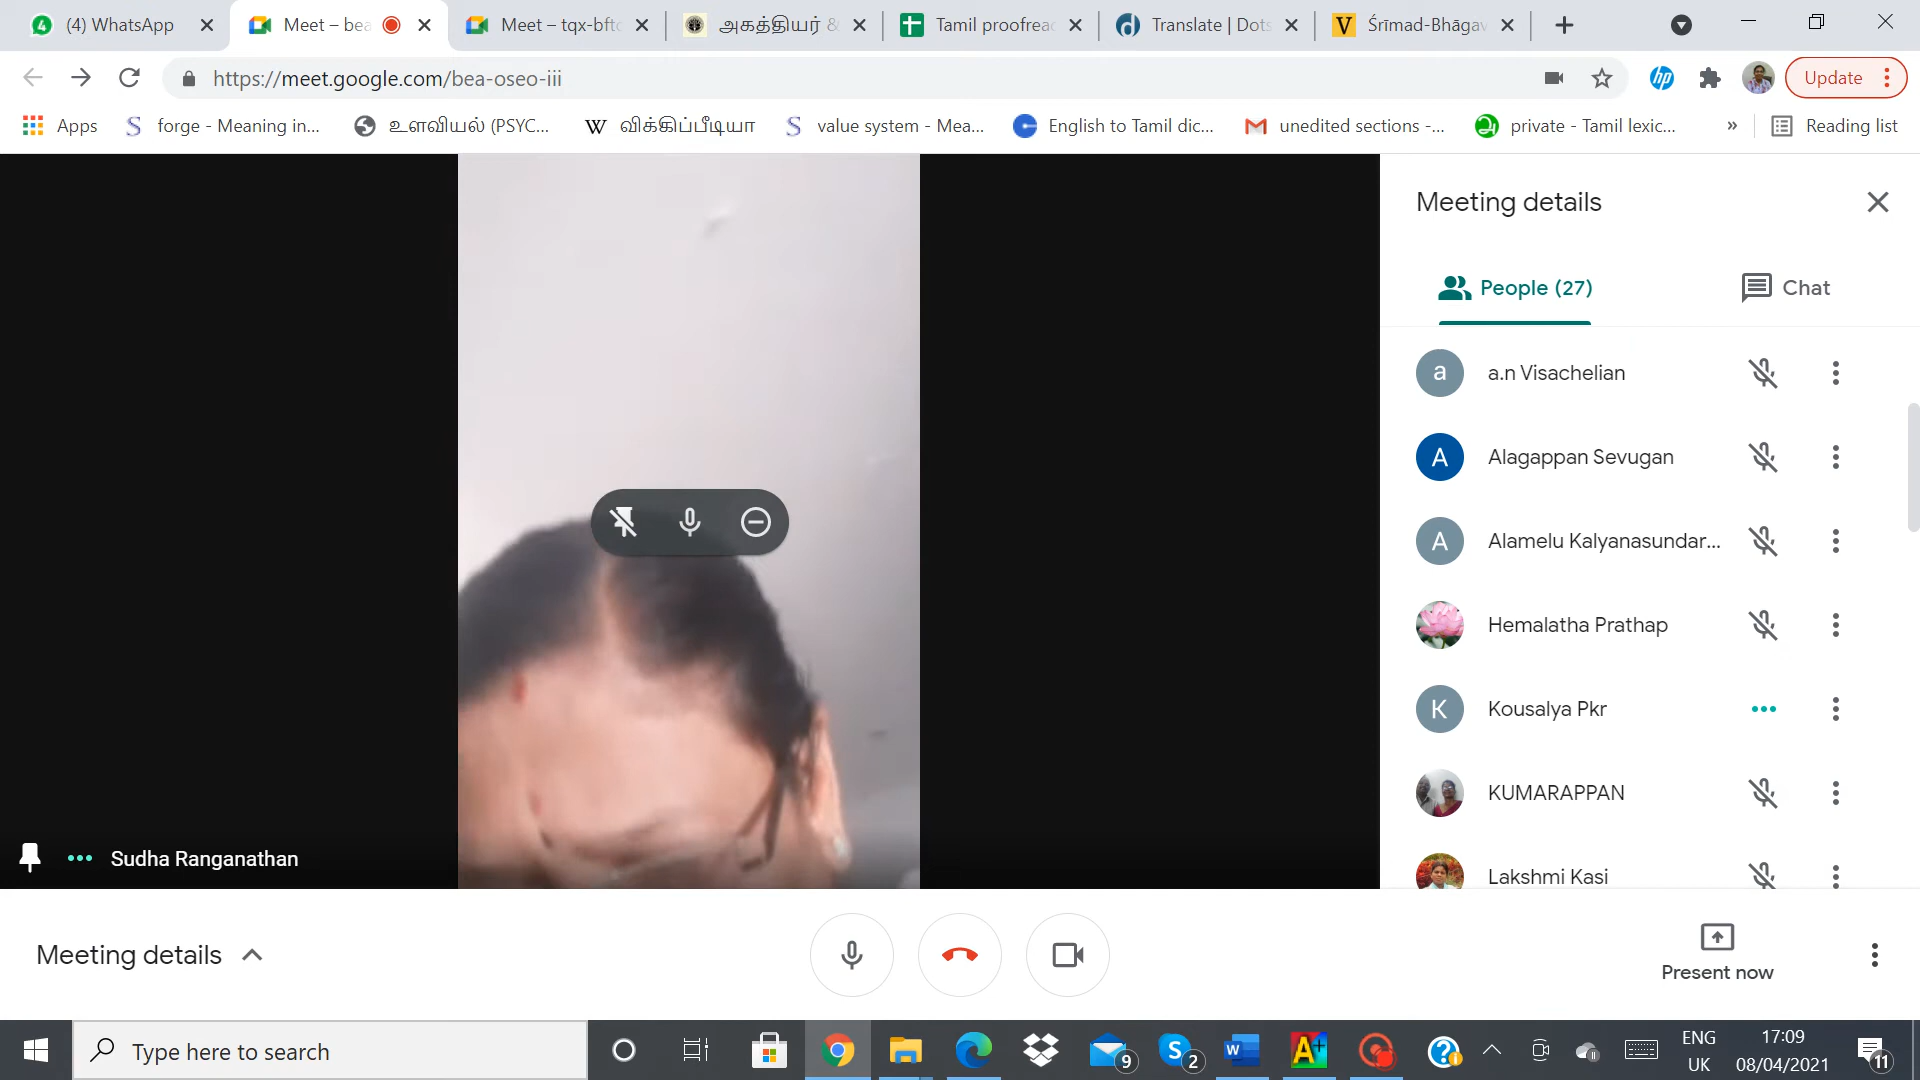 (4) WhatsApp
Meet – bea
Meet – tqx-bftc
அகத்தியர் &
Tamil proofread
Translate | Dots
Śrīmad-Bhāgav
https://meet.google.com/bea-oseo-iii
Update
Apps
forge - Meaning in...
உளவியல் (PSYC...
விக்கிப்பீடியா
value system - Mea...
English to Tamil dic...
unedited sections -...
private - Tamil lexic...
»
Reading list
Meeting details
People (27)
Chat
a a.n Visachelian
A Alagappan Sevugan
A Alamelu Kalyanasundar...
Hemalatha Prathap
K Kousalya Pkr
KUMARAPPAN
Lakshmi Kasi
Sudha Ranganathan
Meeting details
Present now
Type here to search
9
2
ENG
UK
17:09
08/04/2021
11